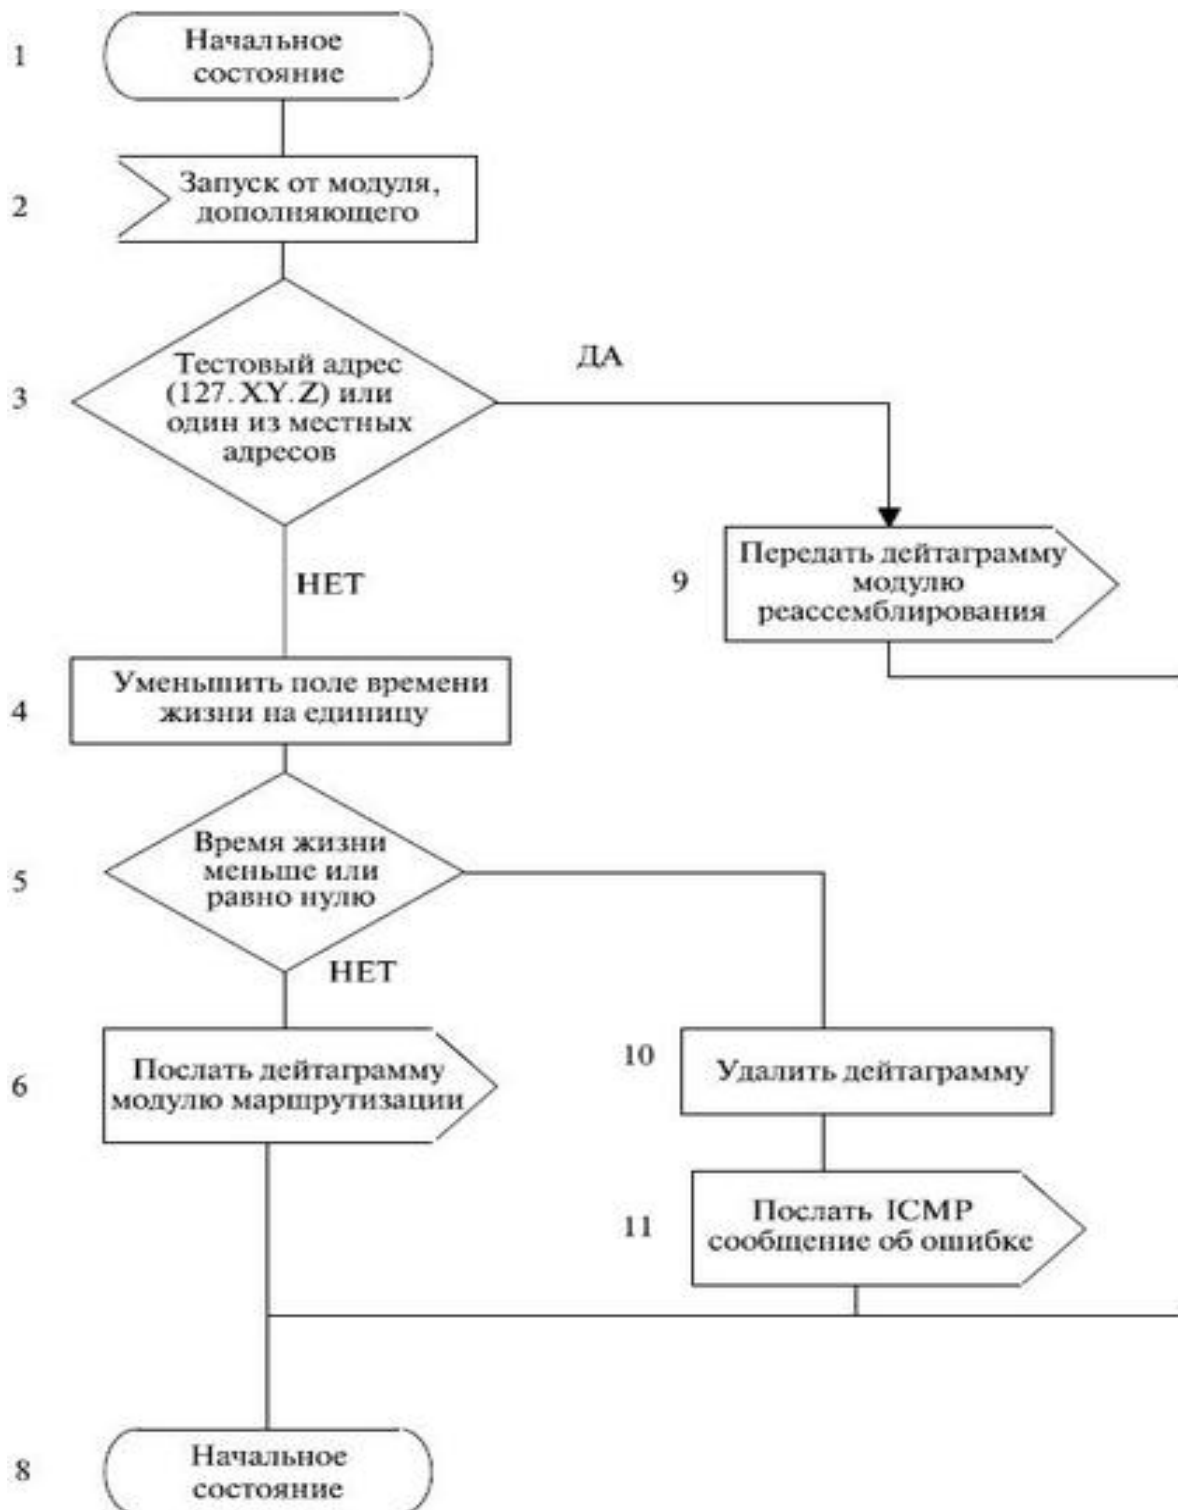 1
Начальное
состояние
2
Запуск от модуля,
дополняющего
3
Тестовый адрес
(127.XY.Z) или
один из местных
адресов
ДА
НЕТ
9
Передать дейтаграмму
модулю
реассемблирования
4
Уменьшить поле времени
жизни на единицу
5
Время жизни
меньше или
равно нулю
НЕТ
6
Послать дейтаграмму
модулю маршрутизации
10
Удалить дейтаграмму
11
Послать ICMP
сообщение об ошибке
8
Начальное
состояние